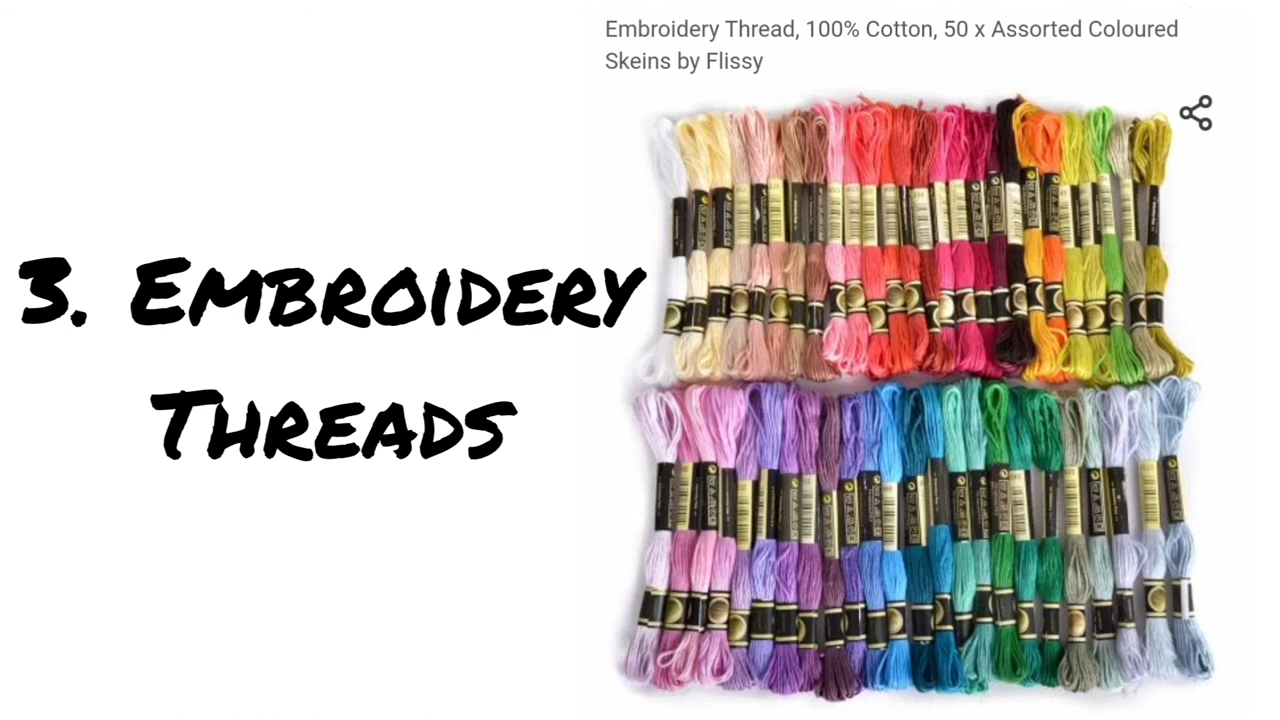 Embroidery Thread, 100% Cotton, 50 x Assorted Coloured
Skeins by Flissy
3. Embroidery
Threads